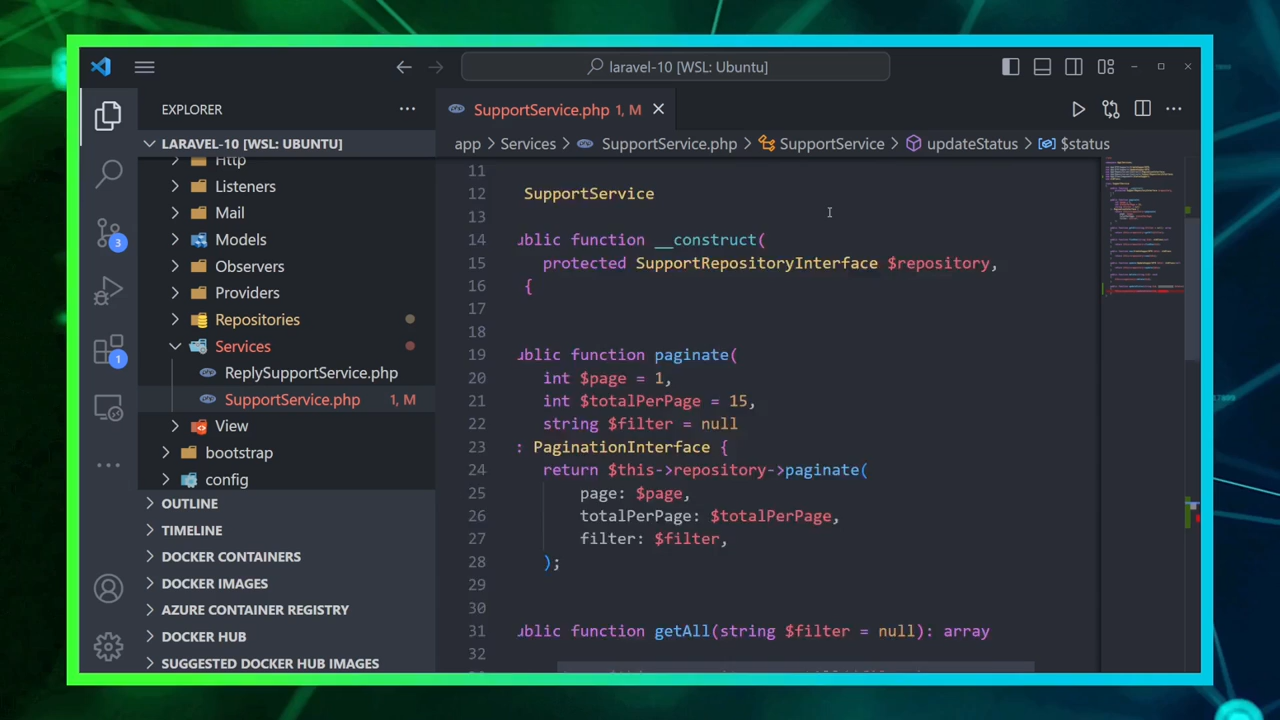 laravel-10 [WSL: Ubuntu]
EXPLORER
LARAVEL-10 [WSL: UBUNTU]
Http
Listeners
Mail
Models
Observers
Providers
Repositories
Services
ReplySupportService.php
SupportService.php 1, M
View
bootstrap
config
OUTLINE
TIMELINE
DOCKER CONTAINERS
DOCKER IMAGES
AZURE CONTAINER REGISTRY
DOCKER HUB
SUGGESTED DOCKER HUB IMAGES
3
1
SupportService.php 1, M
app > Services > SupportService.php > SupportService > updateStatus > $status
11
12 SupportService
13
14 ublic function __construct(
15 protected SupportRepositoryInterface $repository,
16 {
17
18
19 ublic function paginate(
20 int $page = 1,
21 int $totalPerPage = 15,
22 string $filter = null
23 : PaginationInterface {
24 return $this->repository->paginate(
25 page: $page,
26 totalPerPage: $totalPerPage,
27 filter: $filter,
28 );
29
30
31 ublic function getAll(string $filter = null): array
32